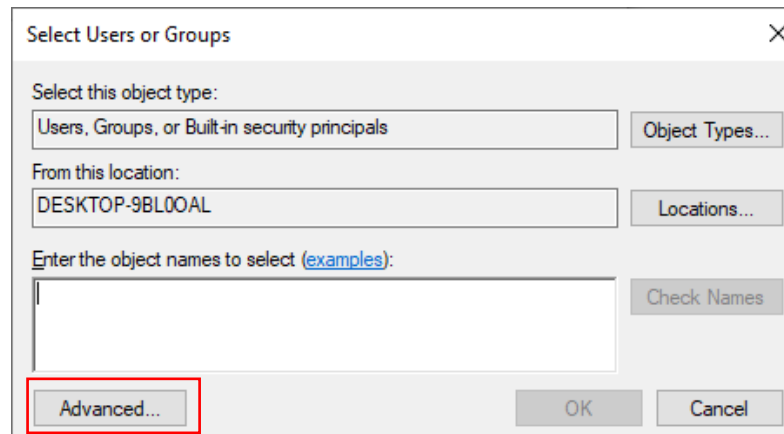 Select Users or Groups
Select this object type:
Users, Groups, or Built-in security principals
Object Types...
From this location:
DESKTOP-9BL0OAL
Locations...
Enter the object names to select (examples):
Check Names
Advanced...
OK
Cancel